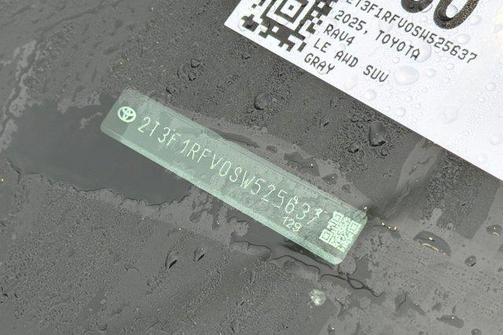 2T3F1RFV0SW525637
2025, TOYOTA
RAV4
LE AWD SUV
GRAY
2T3F1RFV0SW525637
129